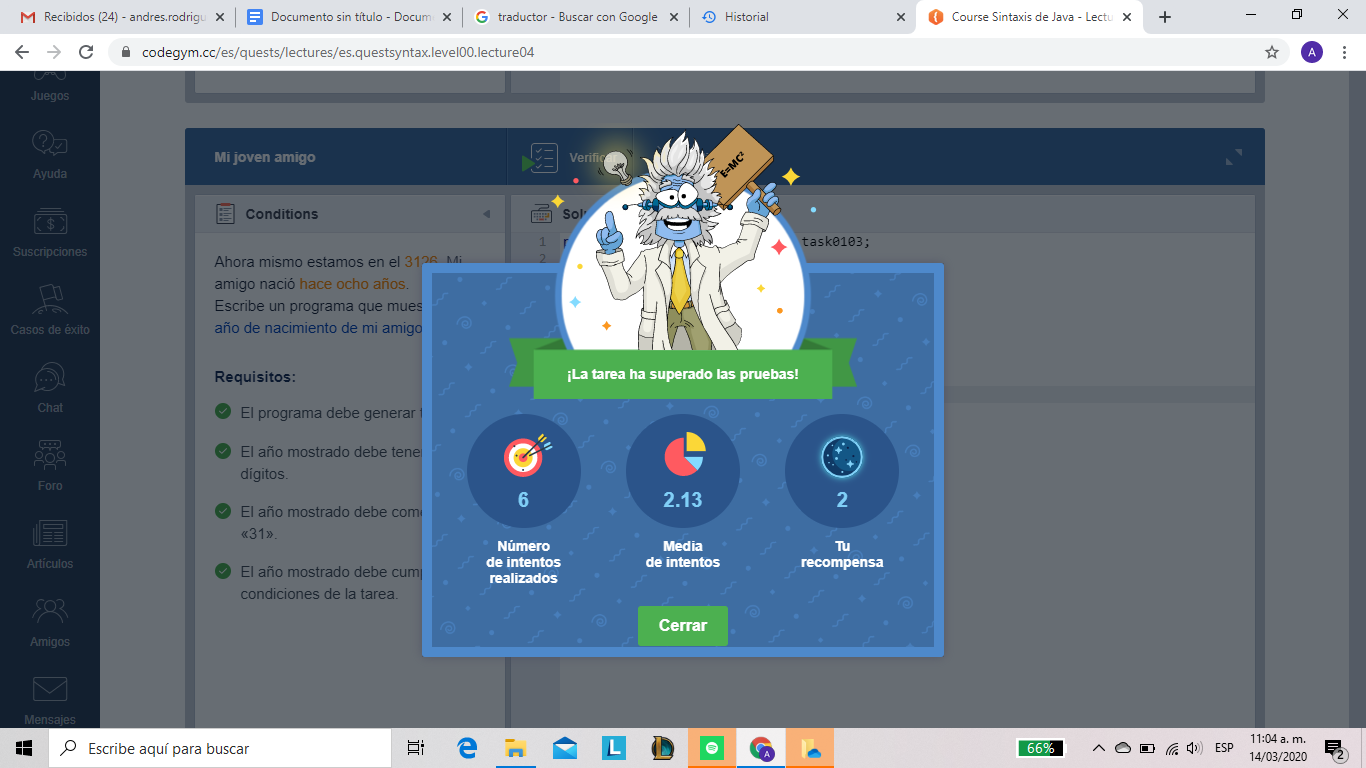 Recibidos (24) - andres.rodrigu
Documento sin título - Docum
traductor - Buscar con Google
Historial
Course Sintaxis de Java - Lectu
codegym.cc/es/quests/lectures/es.questsyntax.level00.lecture04
A
Juegos
Ayuda
Suscripciones
Casos de éxito
Chat
Foro
Artículos
Amigos
Mensajes
Mi joven amigo
Verificar
Conditions
Ahora mismo estamos en el 3126. Mi
amigo nació hace ocho años.
Escribe un programa que mues
año de nacimiento de mi amigo
Requisitos:
El programa debe generar
El año mostrado debe tener
dígitos.
El año mostrado debe com
«31».
El año mostrado debe cump
condiciones de la tarea.
Solu
1
task0103;
2
E=MC²
¡La tarea ha superado las pruebas!
6
Número
de intentos
realizados
2.13
Media
de intentos
2
Tu
recompensa
Cerrar
Escribe aquí para buscar
L
A
66%
ESP
11:04 a. m.
14/03/2020
2